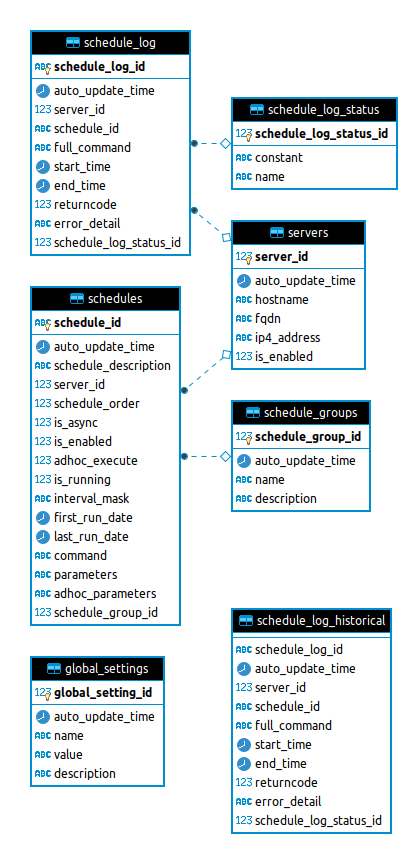 schedule_log
ABC schedule_log_id
auto_update_time
123 server_id
ABC schedule_id
ABC full_command
start_time
end_time
123 returncode
ABC error_detail
123 schedule_log_status_id
schedule_log_status
123 schedule_log_status_id
ABC constant
ABC name
servers
123 server_id
auto_update_time
ABC hostname
ABC fqdn
ABC ip4_address
123 is_enabled
schedules
ABC schedule_id
auto_update_time
ABC schedule_description
123 server_id
123 schedule_order
123 is_async
123 is_enabled
123 adhoc_execute
123 is_running
ABC interval_mask
first_run_date
last_run_date
ABC command
ABC parameters
ABC adhoc_parameters
123 schedule_group_id
schedule_groups
123 schedule_group_id
auto_update_time
ABC name
ABC description
global_settings
123 global_setting_id
auto_update_time
ABC name
ABC value
ABC description
schedule_log_historical
ABC schedule_log_id
auto_update_time
123 server_id
ABC schedule_id
ABC full_command
start_time
end_time
123 returncode
ABC error_detail
123 schedule_log_status_id